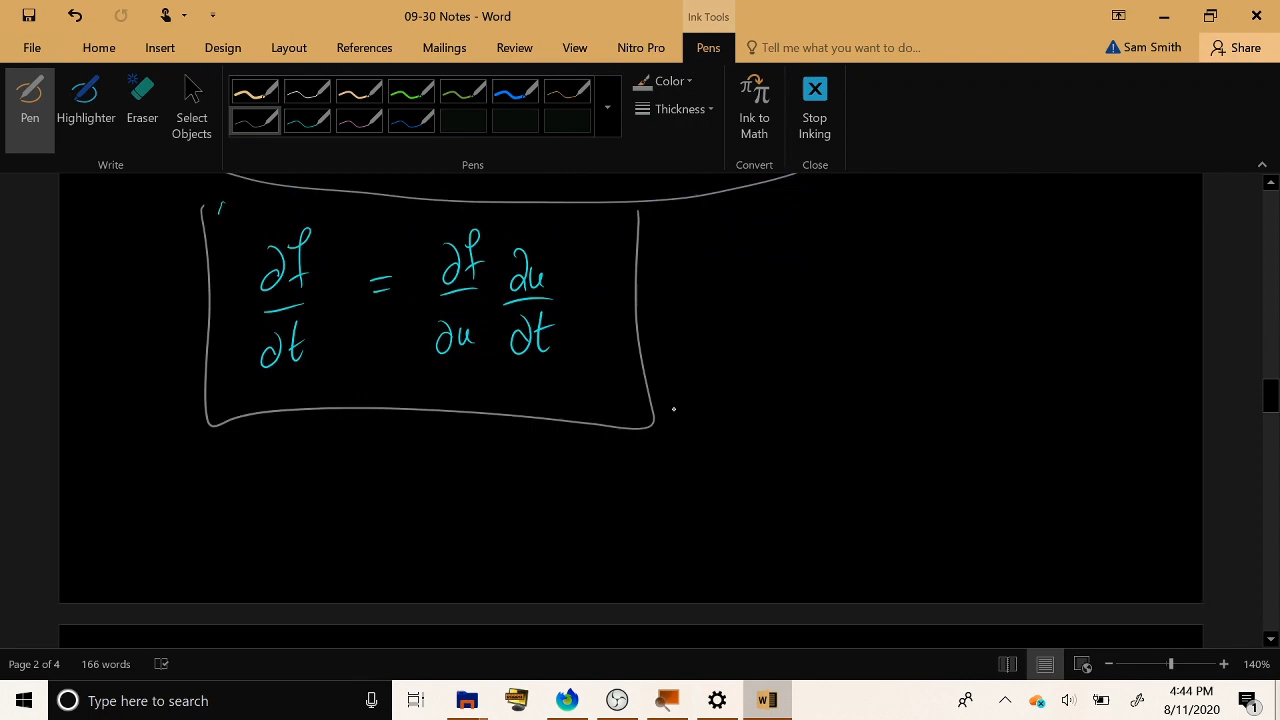 09-30 Notes - Word
Ink Tools
File Home Insert Design Layout References Mailings Review View Nitro Pro Pens Tell me what you want to do... Sam Smith Share
Pen Highlighter Eraser Select Objects
Color
Thickness
Ink to Math
Stop Inking
Write Pens Convert Close
∂f/∂t = ∂f/∂u ∂u/∂t
Page 2 of 4 166 words 140%
Type here to search
4:44 PM
8/11/2020
1